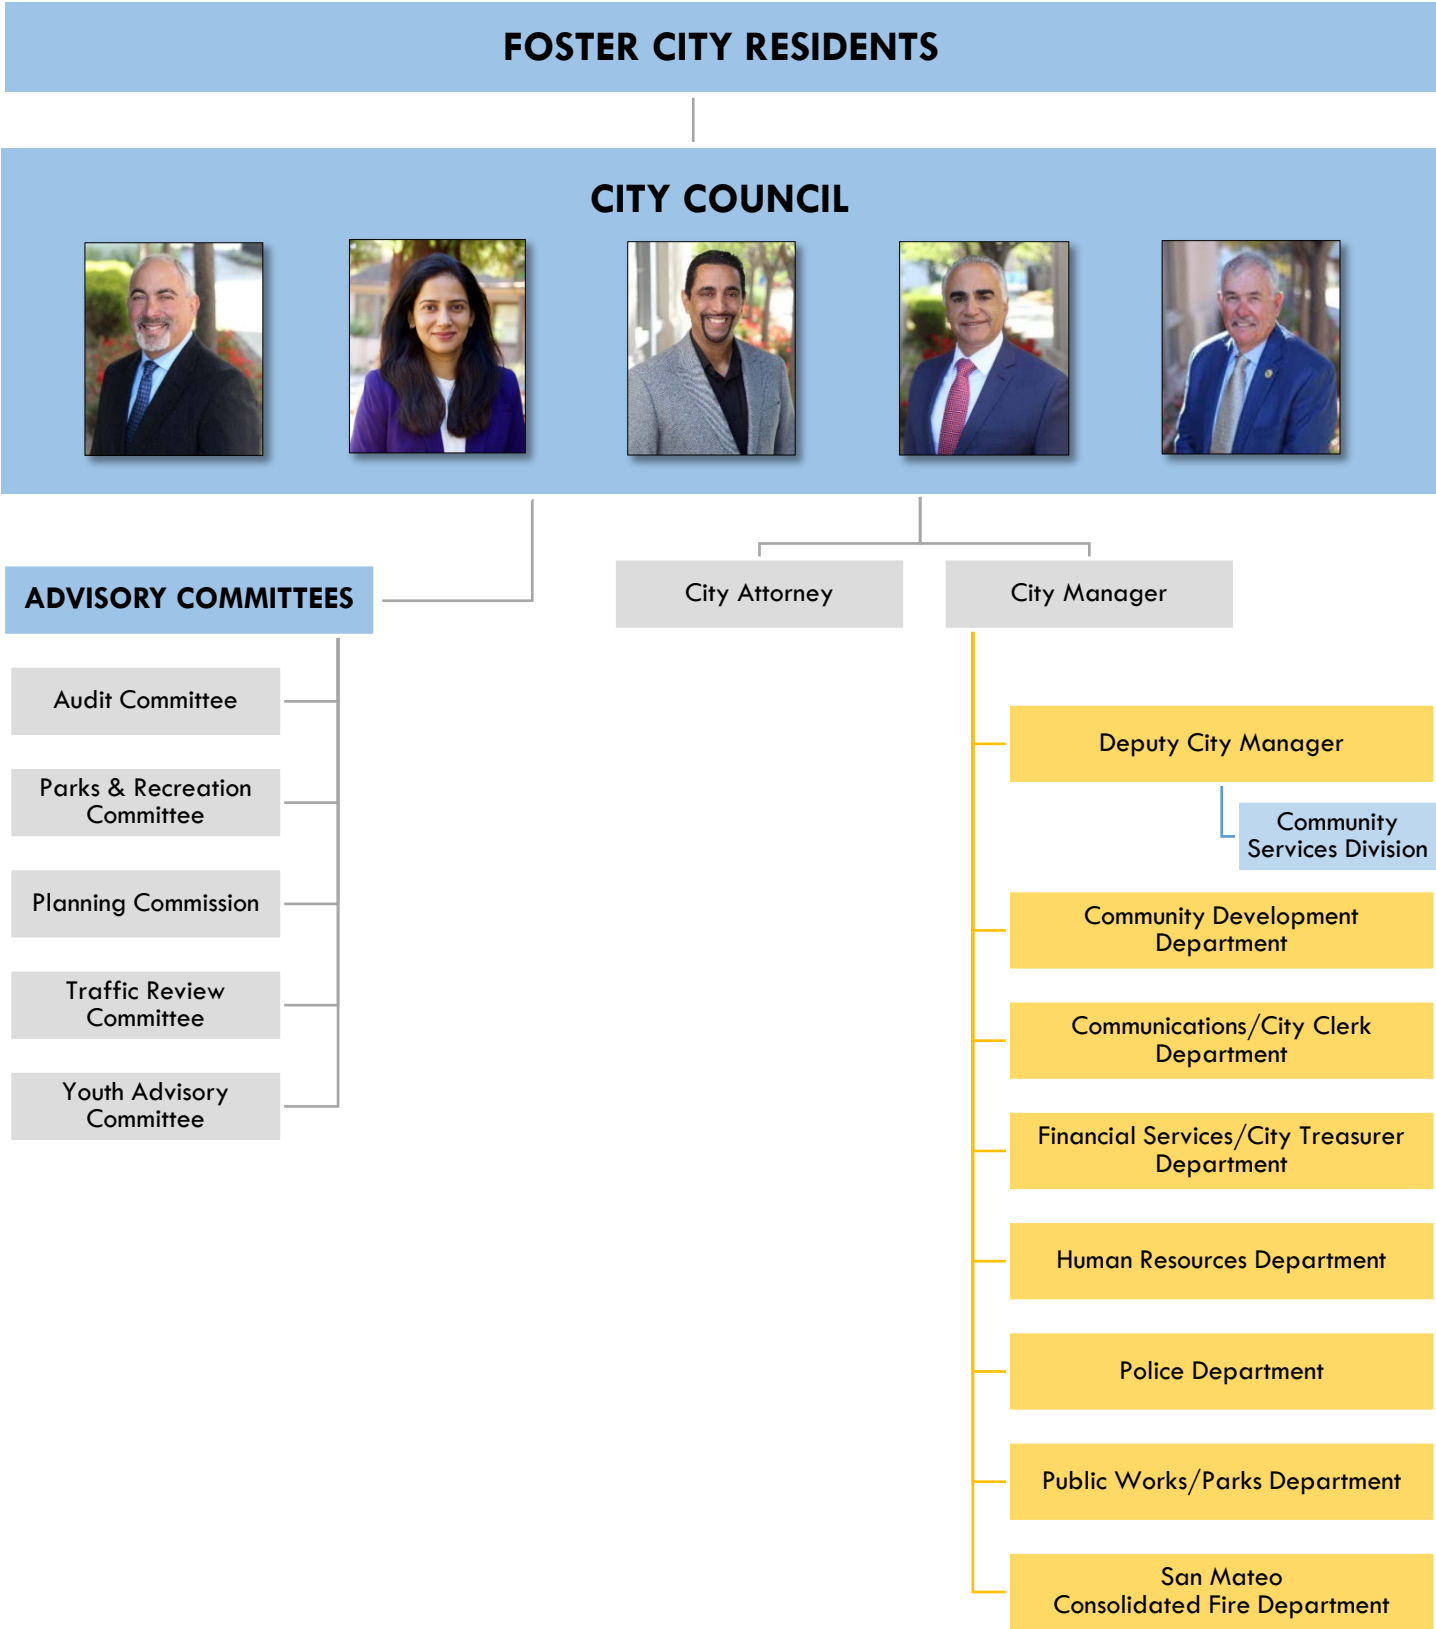 FOSTER CITY RESIDENTS
CITY COUNCIL
ADVISORY COMMITTEES
Audit Committee
Parks & Recreation
Committee
Planning Commission
Traffic Review
Committee
Youth Advisory
Committee
City Attorney
City Manager
Deputy City Manager
Community
Services Division
Community Development
Department
Communications/City Clerk
Department
Financial Services/City Treasurer
Department
Human Resources Department
Police Department
Public Works/Parks Department
San Mateo
Consolidated Fire Department